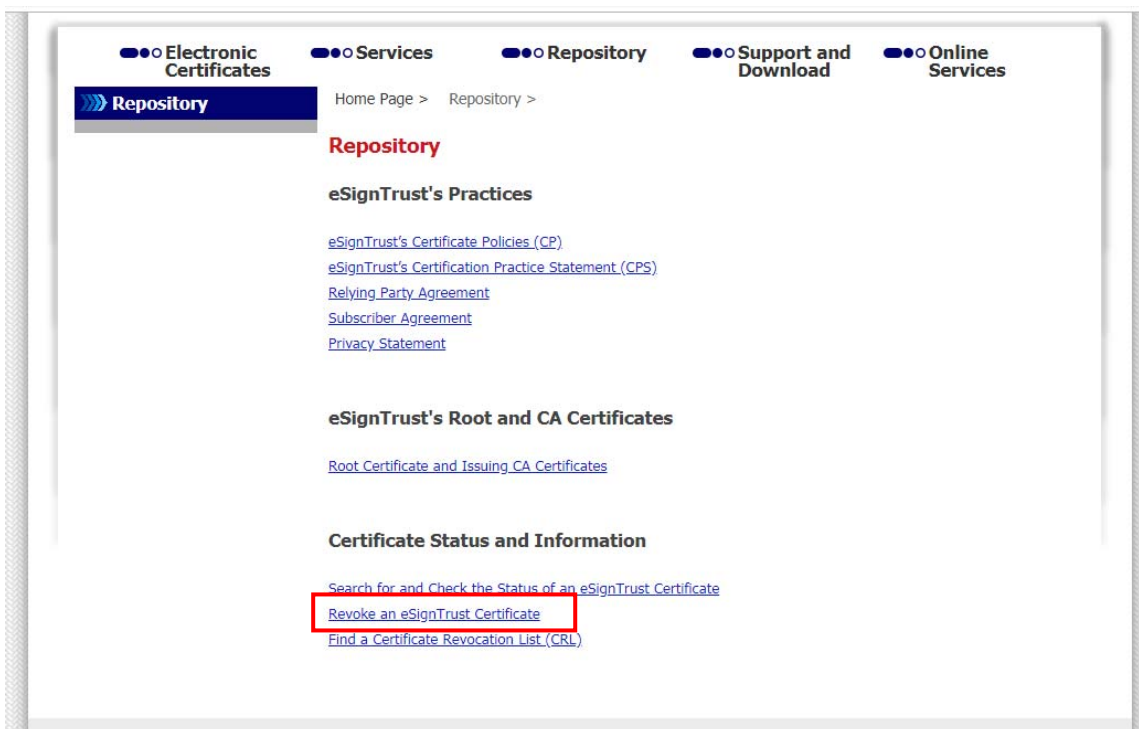 Electronic Certificates
Services
Repository
Support and Download
Online Services
Repository
Home Page > Repository >
Repository
eSignTrust's Practices
eSignTrust's Certificate Policies (CP)
eSignTrust's Certification Practice Statement (CPS)
Relying Party Agreement
Subscriber Agreement
Privacy Statement
eSignTrust's Root and CA Certificates
Root Certificate and Issuing CA Certificates
Certificate Status and Information
Search for and Check the Status of an eSignTrust Certificate
Revoke an eSignTrust Certificate
Find a Certificate Revocation List (CRL)